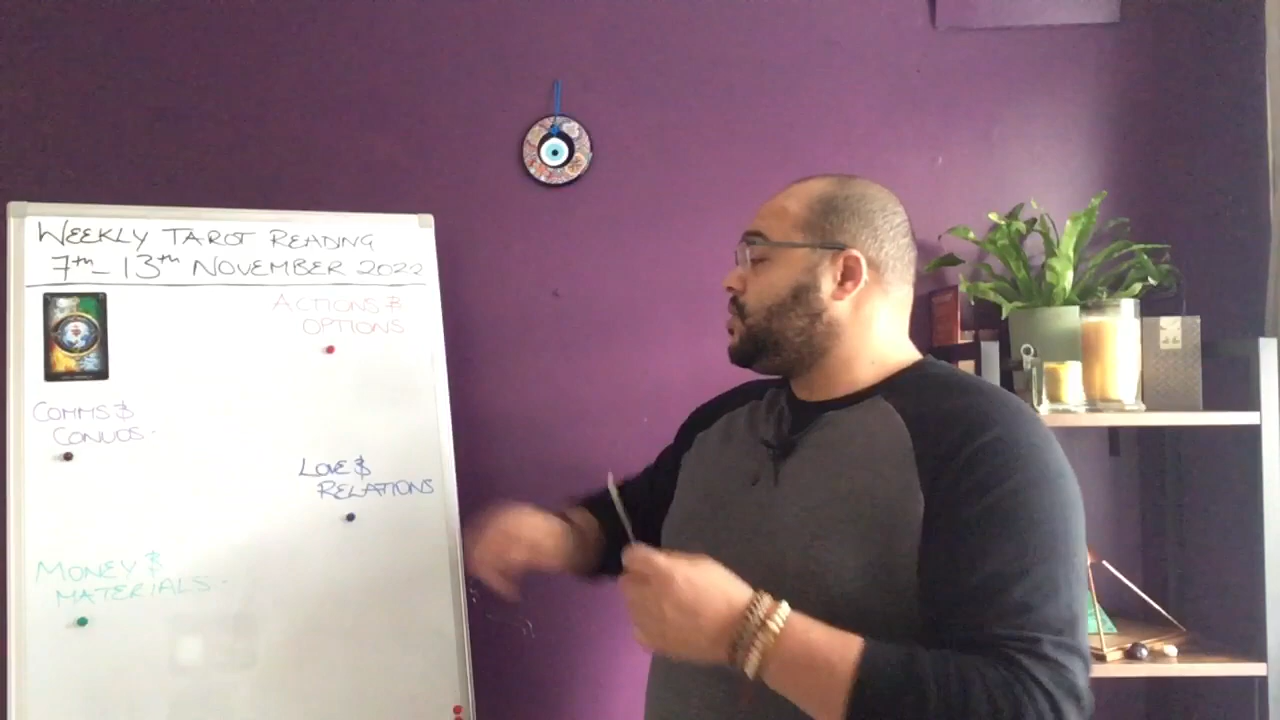 WEEKLY TAROT READING
7th - 13th NOVEMBER 2022
ACTIONS &
OPTIONS
COMMS &
CONVOS.
LOVE &
RELATIONS
MONEY &
MATERIALS.